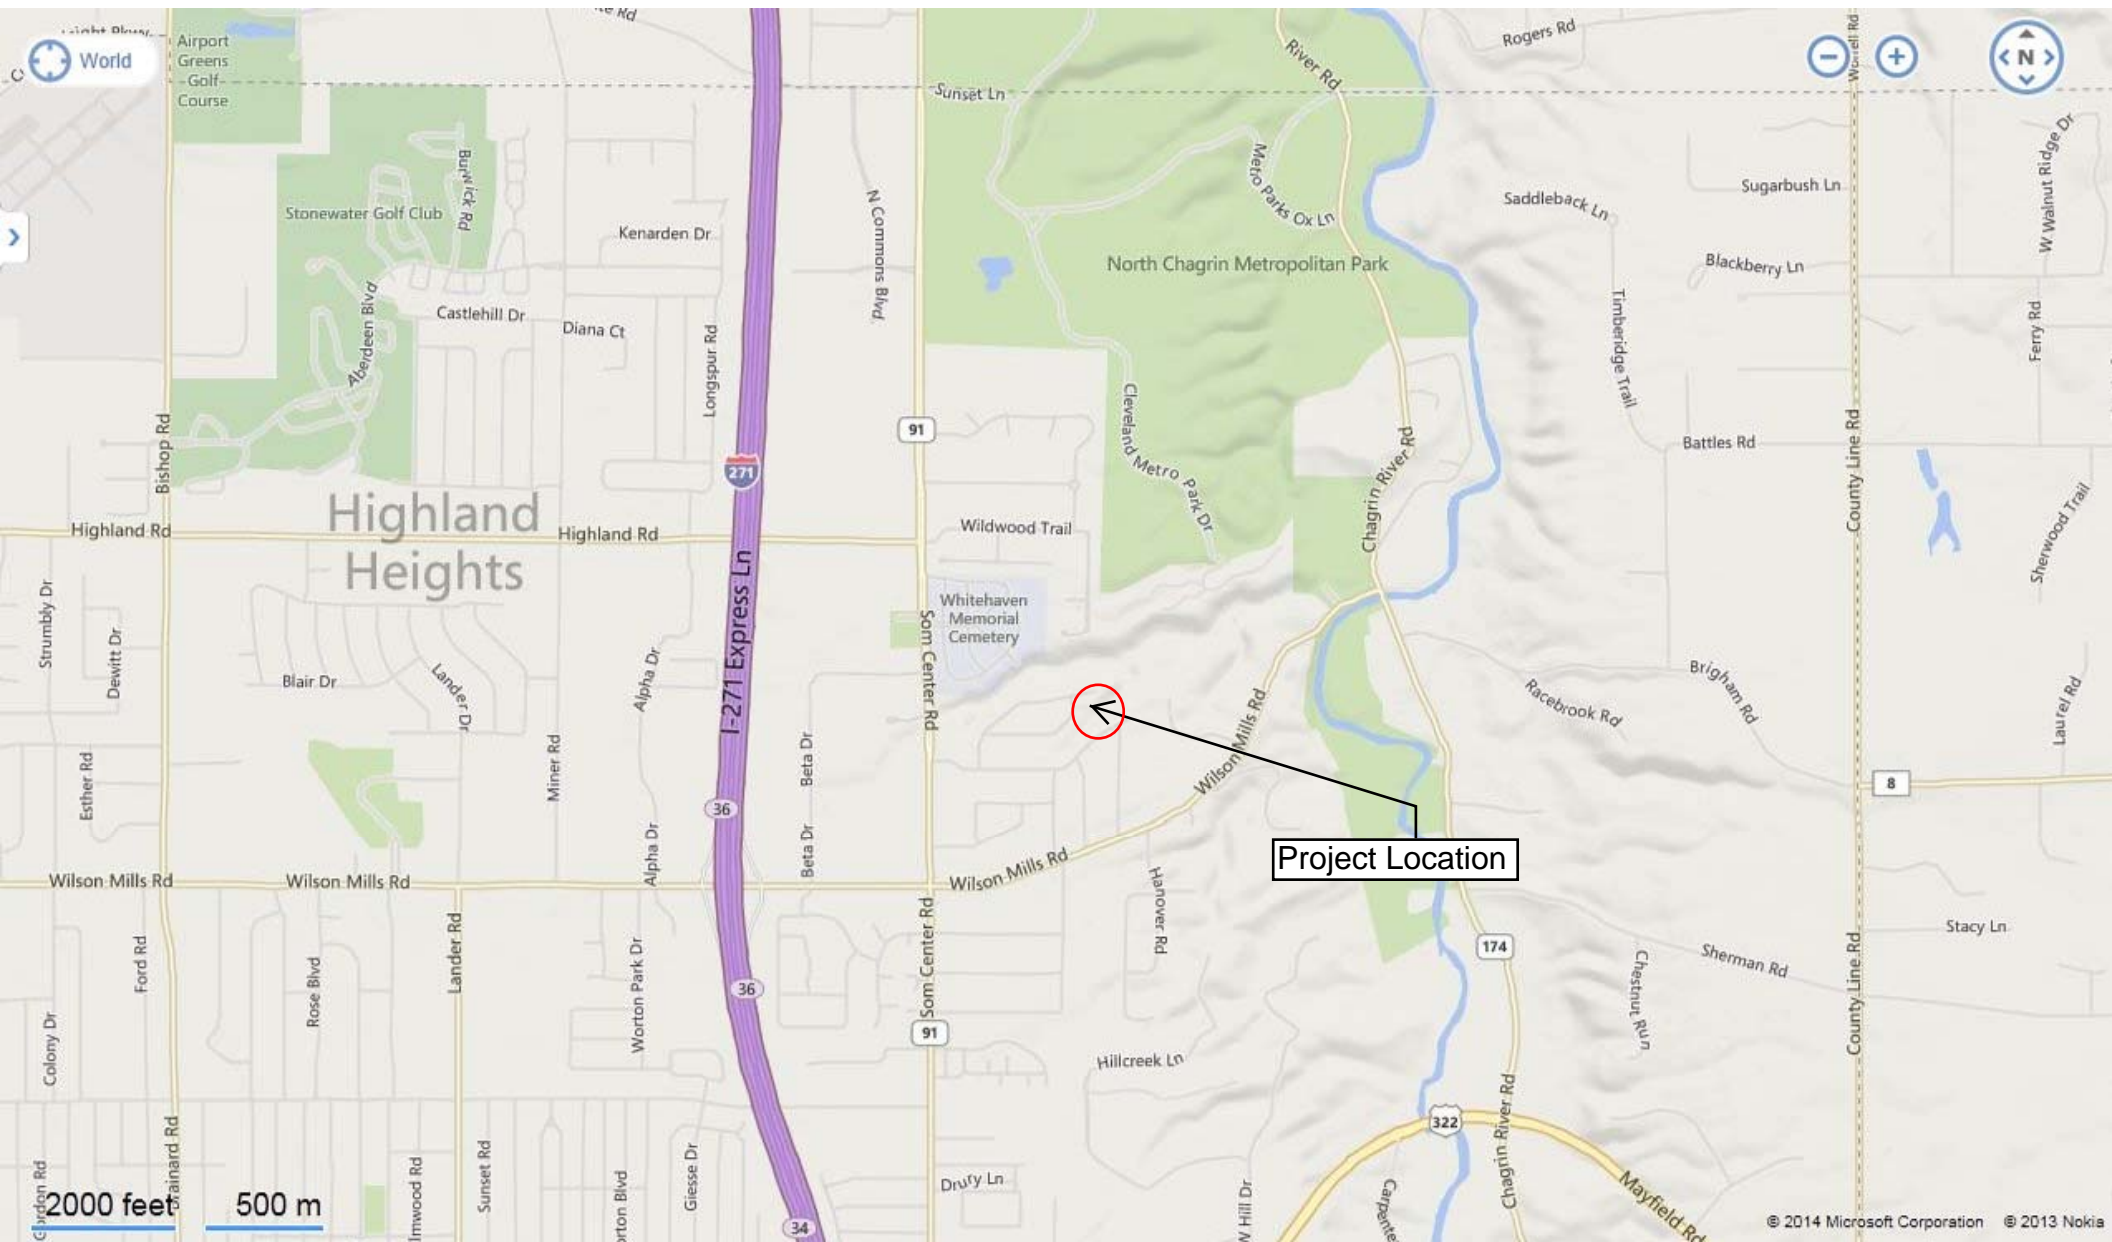 World
Airport
Greens
Golf
Course
Sunset Ln
River Rd
Rogers Rd
N
Burwick Rd
Stonewater Golf Club
Kenarden Dr
N Commons Blvd
Metro Parks Ox Ln
North Chagrin Metropolitan Park
Saddleback Ln
Sugarbush Ln
W Walnut Ridge Dr
Blackberry Ln
Aberdeen Blvd
Castlehill Dr
Diana Ct
Longspur Rd
Timberidge Trail
Ferry Rd
Bishop Rd
91
Cleveland Metro Park Dr
Chagrin River Rd
Battles Rd
County Line Rd
271
Sherwood Trail
Highland Rd
Highland
Heights
Highland Rd
Wildwood Trail
I-271 Express Ln
Whitehaven
Memorial
Cemetery
Strumbly Dr
Dewitt Dr
Blair Dr
Lander Dr
Alpha Dr
Som Center Rd
Wilson Mills Rd
Racebrook Rd
Brigham Rd
Laurel Rd
Esther Rd
Miner Rd
Beta Dr
36
8
Alpha Dr
Beta Dr
Project Location
Wilson Mills Rd
Wilson Mills Rd
Wilson Mills Rd
Hanover Rd
Ford Rd
Rose Blvd
Lander Rd
Worton Park Dr
36
Som Center Rd
174
Chestnut Run
Sherman Rd
County Line Rd
Stacy Ln
Colony Dr
91
Hillcreek Ln
322
Chagrin River Rd
Sunset Rd
Giesse Dr
Drury Ln
Mayfield Rd
2000 feet
500 m
34
© 2014 Microsoft Corporation © 2013 Nokia